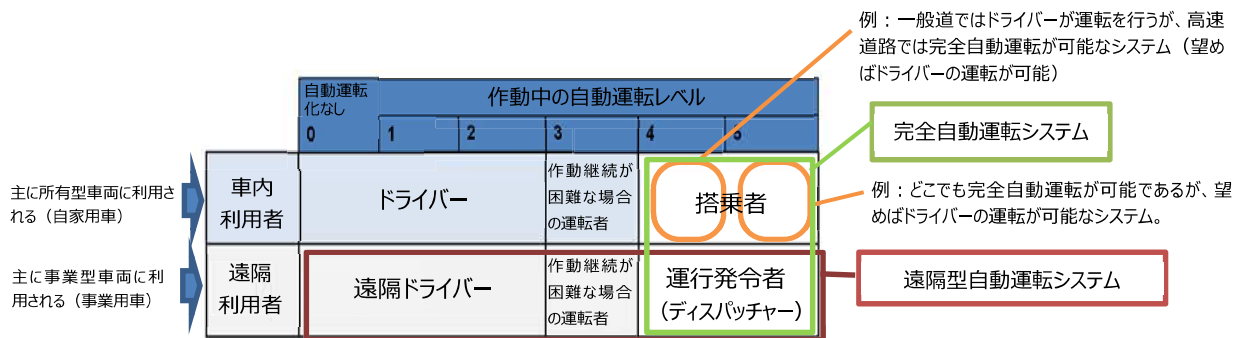 例：一般道ではドライバーが運転を行うが、高速
道路では完全自動運転が可能なシステム（望め
ばドライバーの運転が可能）
自動運転
化なし
作動中の自動運転レベル
0
1
2
3
4
5
完全自動運転システム
主に所有型車両に利用さ
れる（自家用車）
車内
利用者
ドライバー
作動継続が
困難な場合
の運転者
搭乗者
例：どこでも完全自動運転が可能であるが、望
めばドライバーの運転が可能なシステム。
主に事業型車両に利
用される（事業用車）
遠隔
利用者
遠隔ドライバー
作動継続が
困難な場合
の運転者
運行発令者
（ディスパッチャー）
遠隔型自動運転システム